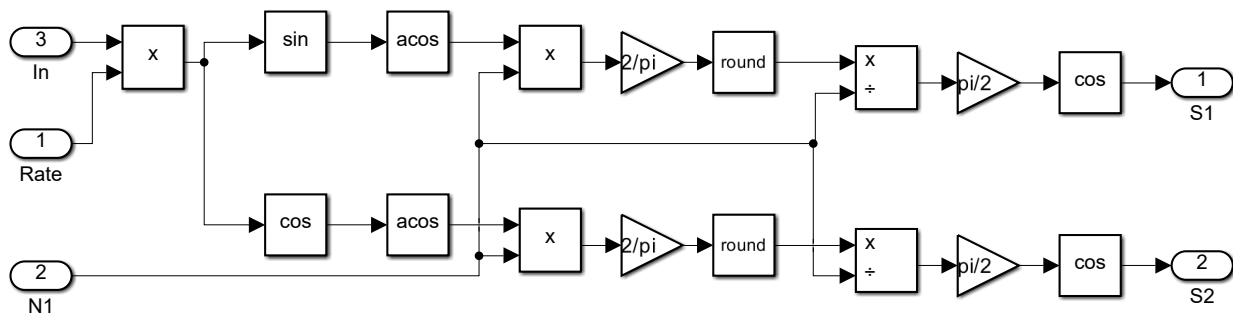 3
In
x
sin
acos
x
2/pi
round
x
÷
pi/2
cos
1
S1
1
Rate
cos
acos
x
2/pi
round
x
÷
pi/2
cos
2
S2
2
N1